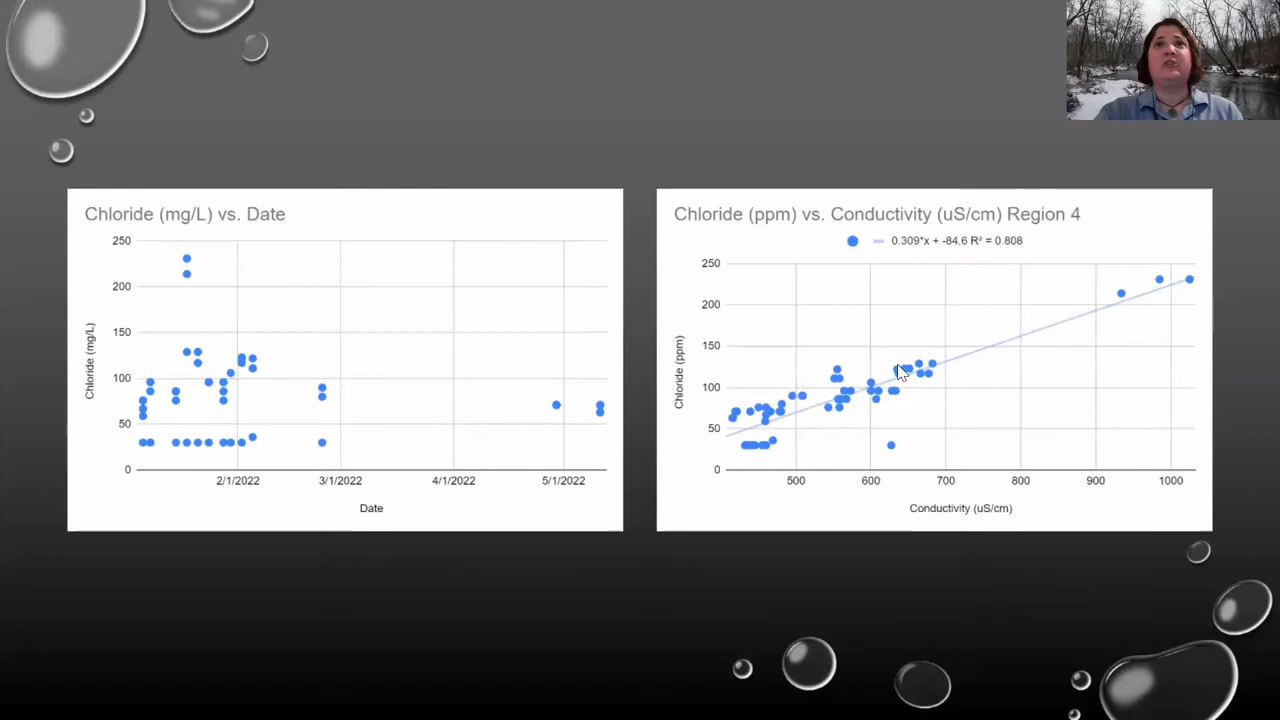 Chloride (mg/L) vs. Date
Chloride (mg/L)
250
200
150
100
50
0
2/1/2022 3/1/2022 4/1/2022 5/1/2022
Date
Chloride (ppm) vs. Conductivity (uS/cm) Region 4
0.309*x + -84.6 R² = 0.808
Chloride (ppm)
250
200
150
100
50
0
500 600 700 800 900 1000
Conductivity (uS/cm)